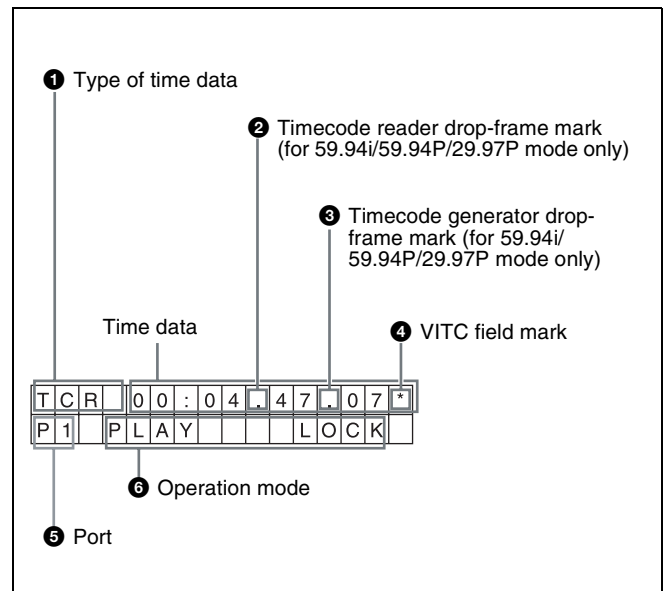 ❶ Type of time data
❷ Timecode reader drop-frame mark
(for 59.94i/59.94P/29.97P mode only)
❸ Timecode generator drop-
frame mark (for 59.94i/
59.94P/29.97P mode only)
Time data
❹ VITC field mark
TCR 00:04.47.07*
P1 PLAY LOCK
❻ Operation mode
❺ Port